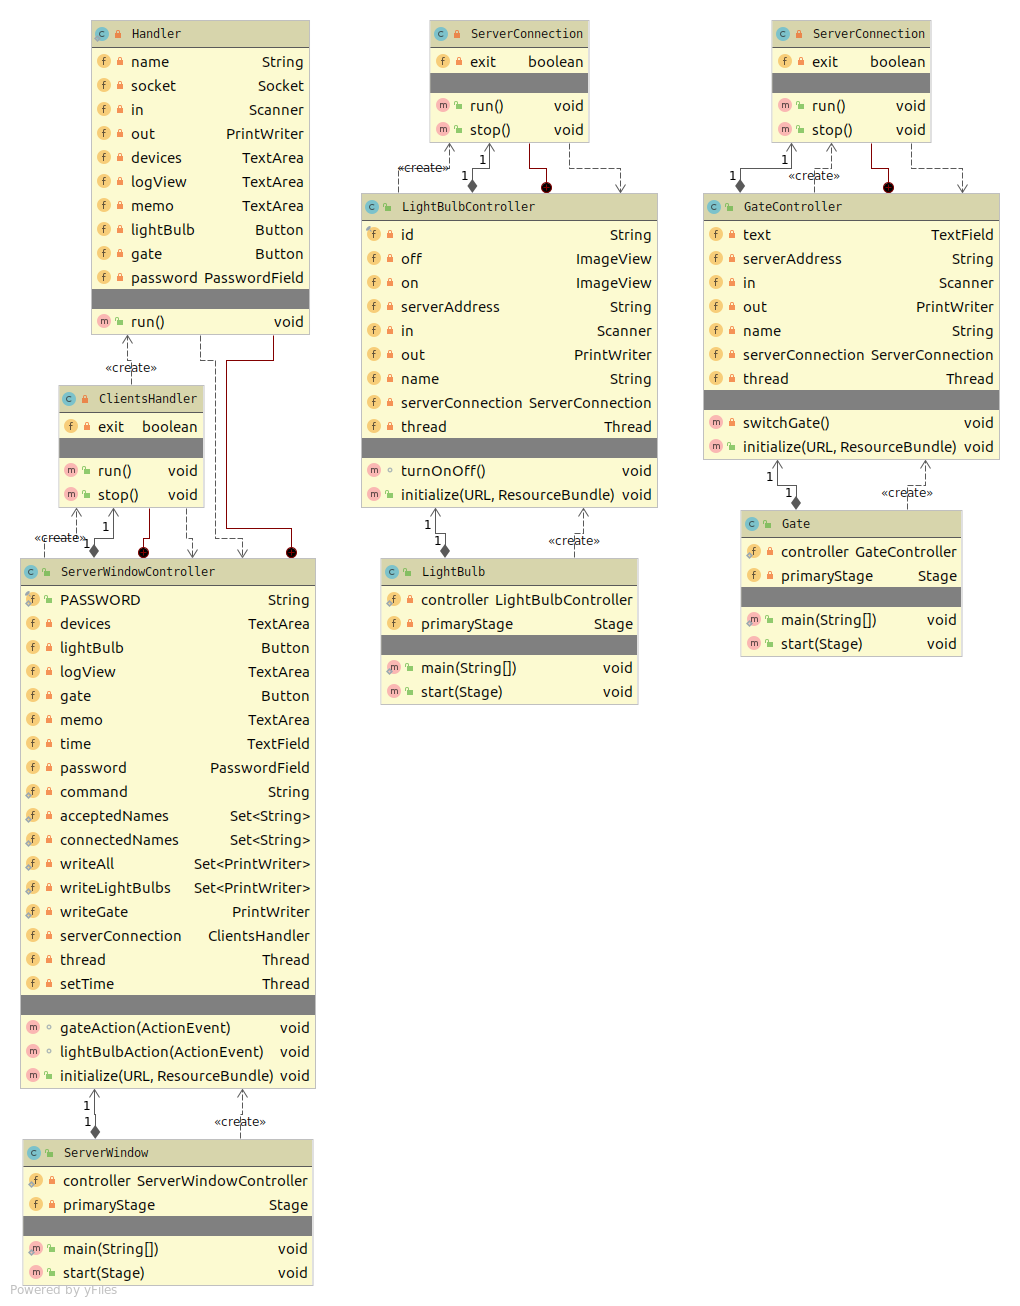 Handler
name String
socket Socket
in Scanner
out PrintWriter
devices TextArea
logView TextArea
memo TextArea
lightBulb Button
gate Button
password PasswordField
run() void
«create»
ClientsHandler
exit boolean
run() void
stop() void
«create»
1
1
ServerWindowController
PASSWORD String
devices TextArea
lightBulb Button
logView TextArea
gate Button
memo TextArea
time TextField
password PasswordField
command String
acceptedNames Set<String>
connectedNames Set<String>
writeAll Set<PrintWriter>
writeLightBulbs Set<PrintWriter>
writeGate PrintWriter
serverConnection ClientsHandler
thread Thread
setTime Thread
gateAction(ActionEvent) void
lightBulbAction(ActionEvent) void
initialize(URL, ResourceBundle) void
1
1
«create»
ServerWindow
controller ServerWindowController
primaryStage Stage
main(String[]) void
start(Stage) void
Powered by yFiles
ServerConnection
exit boolean
run() void
stop() void
«create»
1
1
LightBulbController
id String
off ImageView
on ImageView
serverAddress String
in Scanner
out PrintWriter
name String
serverConnection ServerConnection
thread Thread
turnOnOff() void
initialize(URL, ResourceBundle) void
1
1
«create»
LightBulb
controller LightBulbController
primaryStage Stage
main(String[]) void
start(Stage) void
ServerConnection
exit boolean
run() void
stop() void
1
1
«create»
GateController
text TextField
serverAddress String
in Scanner
out PrintWriter
name String
serverConnection ServerConnection
thread Thread
switchGate() void
initialize(URL, ResourceBundle) void
1
1
«create»
Gate
controller GateController
primaryStage Stage
main(String[]) void
start(Stage) void